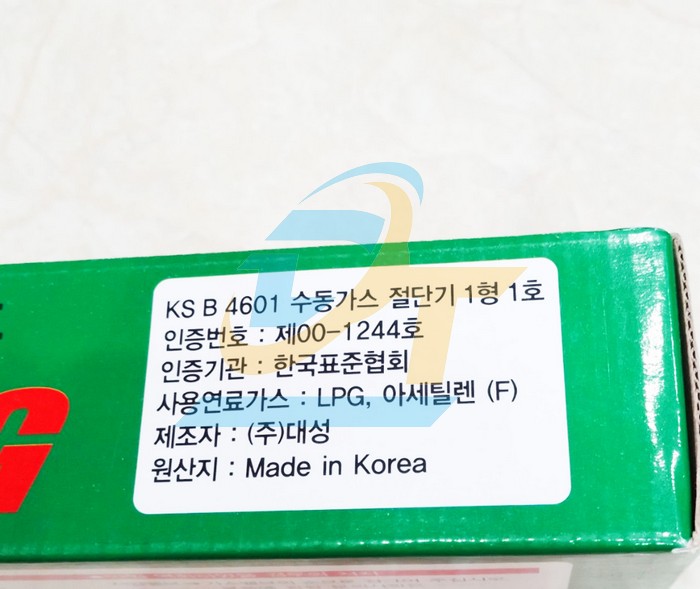 KS B 4601 수동가스 절단기 1형 1호
인증번호 : 제00-1244호
인증기관 : 한국표준협회
사용연료가스 : LPG, 아세틸렌 (F)
제조자 : (주)대성
원산지 : Made in Korea
G